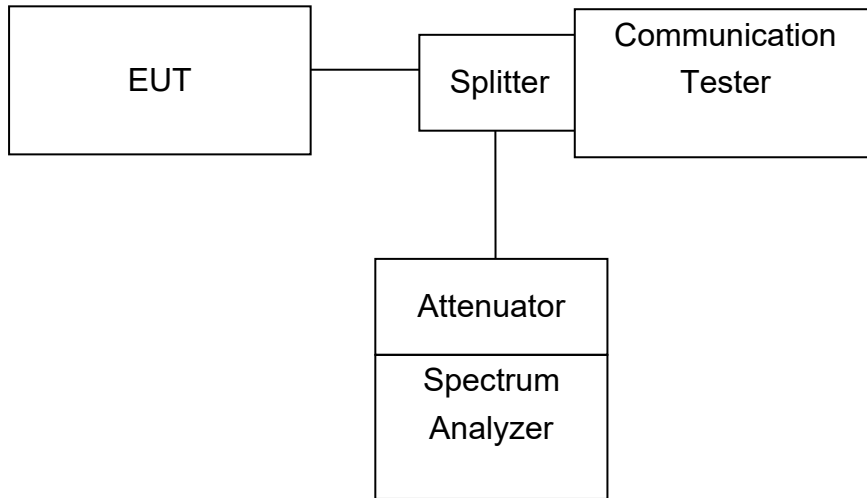 EUT
Splitter
Communication
Tester
Attenuator
Spectrum
Analyzer